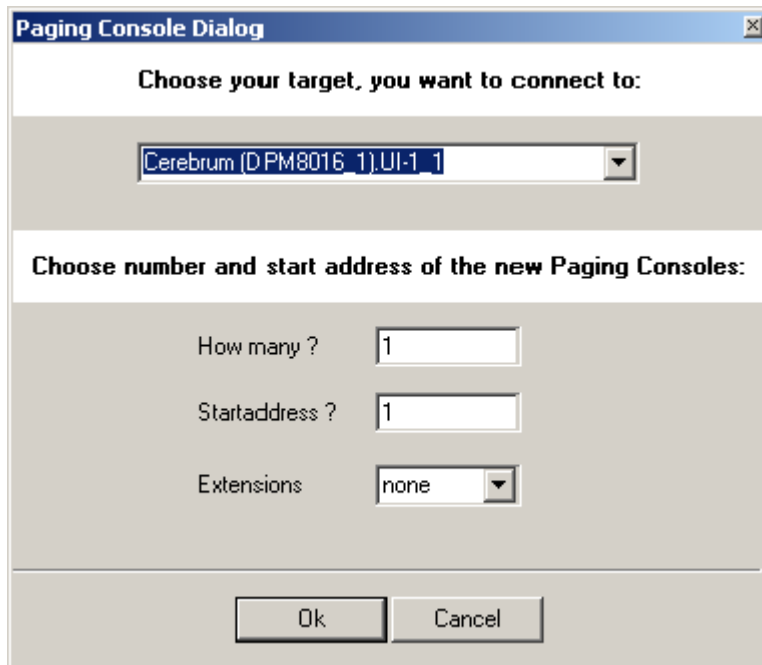 Paging Console Dialog
Choose your target, you want to connect to:
Cerebrum (DPM8016_1).UI-1_1
Choose number and start address of the new Paging Consoles:
How many ? 1
Startaddress ? 1
Extensions none
Ok Cancel